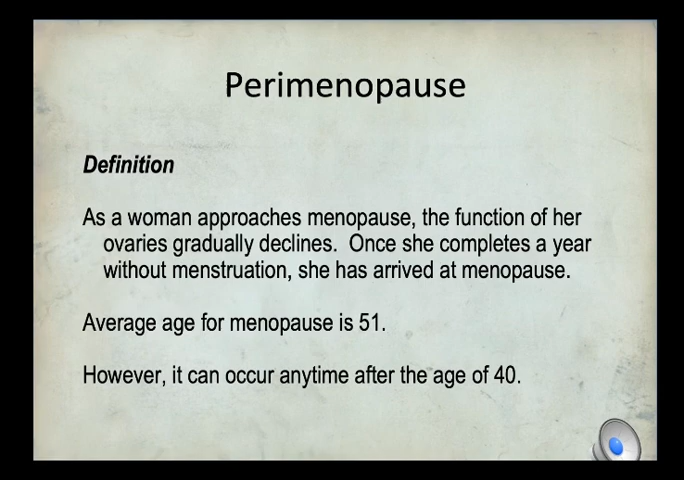 Perimenopause
Definition
As a woman approaches menopause, the function of her
ovaries gradually declines.  Once she completes a year
without menstruation, she has arrived at menopause.
Average age for menopause is 51.
However, it can occur anytime after the age of 40.